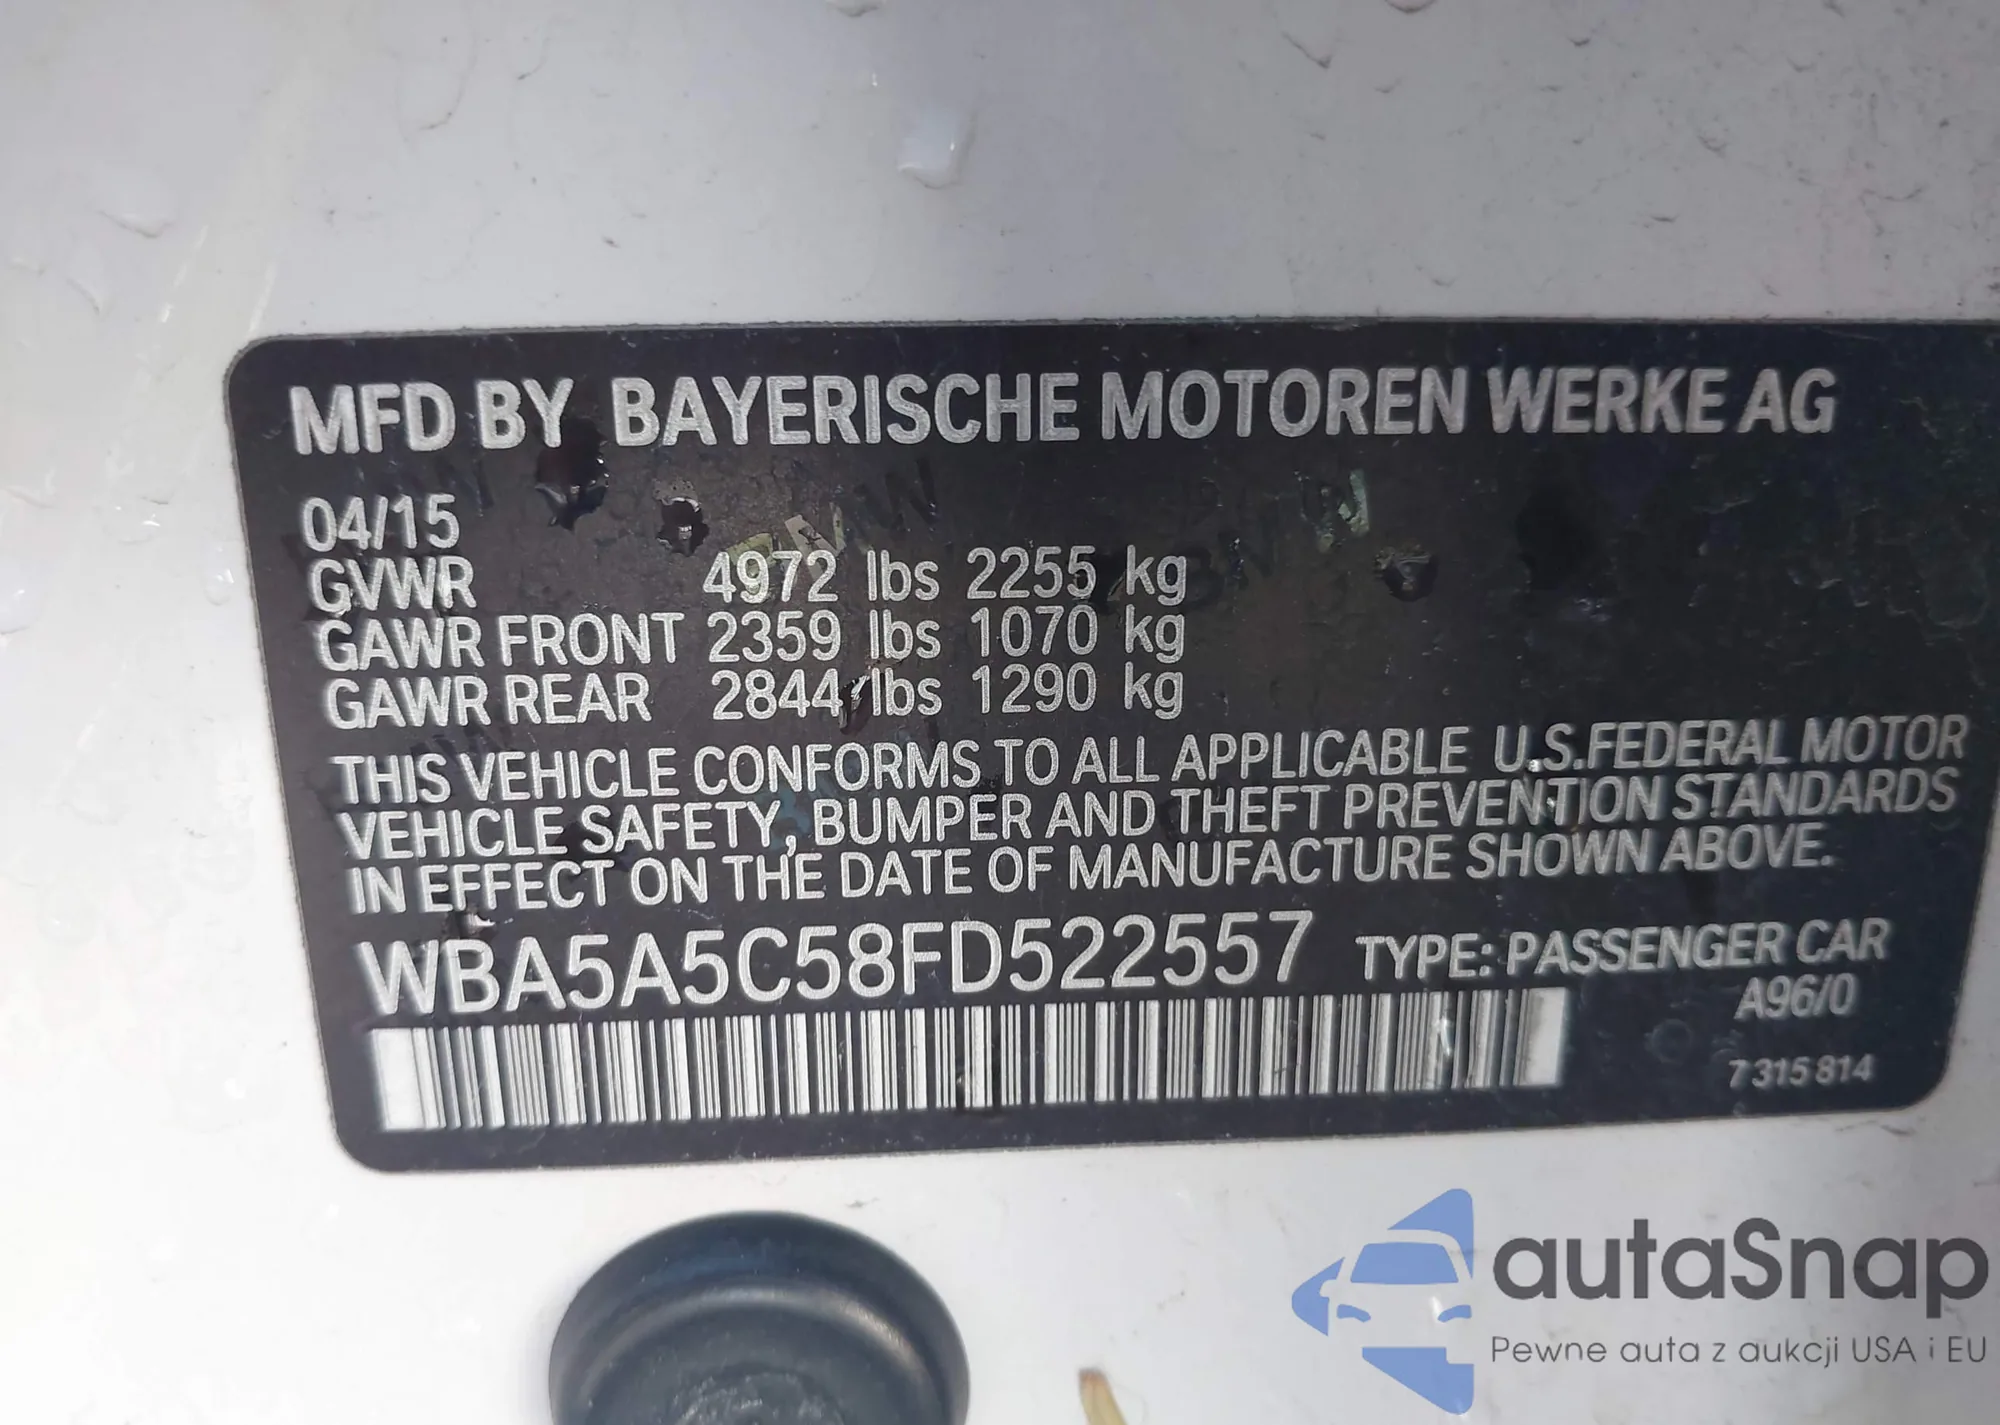 MFD BY BAYERISCHE MOTOREN WERKE AG
04/15
GVWR 4972 lbs 2255 kg
GAWR FRONT 2359 lbs 1070 kg
GAWR REAR 2844 lbs 1290 kg
THIS VEHICLE CONFORMS TO ALL APPLICABLE U.S.FEDERAL MOTOR
VEHICLE SAFETY, BUMPER AND THEFT PREVENTION STANDARDS
IN EFFECT ON THE DATE OF MANUFACTURE SHOWN ABOVE.
WBA5A5C58FD522557 TYPE: PASSENGER CAR
A96/0
7 315 814
autaSnap
Pewne auta z aukcji USA i EU